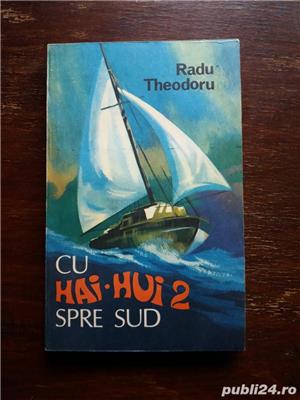 Radu
Theodoru
CU
HAI-HUI 2
SPRE SUD
publi24.ro